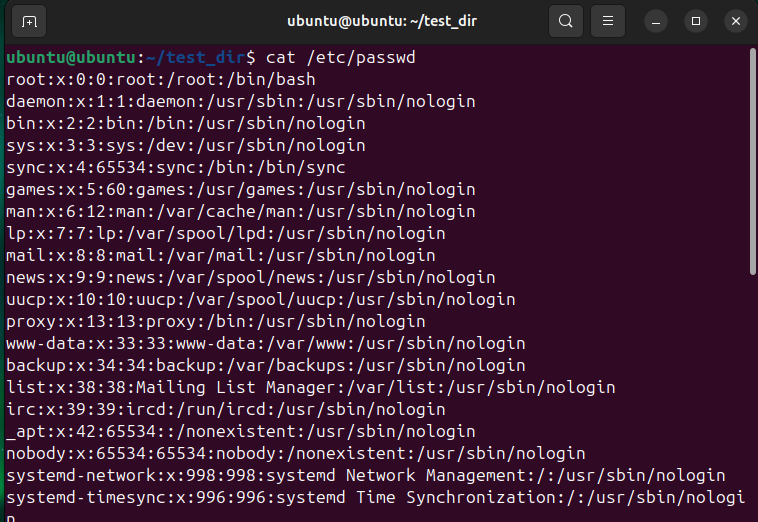 ubuntu@ubuntu: ~/test_dir
ubuntu@ubuntu:~/test_dir$ cat /etc/passwd
root:x:0:0:root:/root:/bin/bash
daemon:x:1:1:daemon:/usr/sbin:/usr/sbin/nologin
bin:x:2:2:bin:/bin:/usr/sbin/nologin
sys:x:3:3:sys:/dev:/usr/sbin/nologin
sync:x:4:65534:sync:/bin:/bin/sync
games:x:5:60:games:/usr/games:/usr/sbin/nologin
man:x:6:12:man:/var/cache/man:/usr/sbin/nologin
lp:x:7:7:lp:/var/spool/lpd:/usr/sbin/nologin
mail:x:8:8:mail:/var/mail:/usr/sbin/nologin
news:x:9:9:news:/var/spool/news:/usr/sbin/nologin
uucp:x:10:10:uucp:/var/spool/uucp:/usr/sbin/nologin
proxy:x:13:13:proxy:/bin:/usr/sbin/nologin
www-data:x:33:33:www-data:/var/www:/usr/sbin/nologin
backup:x:34:34:backup:/var/backups:/usr/sbin/nologin
list:x:38:38:Mailing List Manager:/var/list:/usr/sbin/nologin
irc:x:39:39:ircd:/run/ircd:/usr/sbin/nologin
_apt:x:42:65534::/nonexistent:/usr/sbin/nologin
nobody:x:65534:65534:nobody:/nonexistent:/usr/sbin/nologin
systemd-network:x:998:998:systemd Network Management:/:/usr/sbin/nologin
systemd-timesync:x:996:996:systemd Time Synchronization:/:/usr/sbin/nologi
n